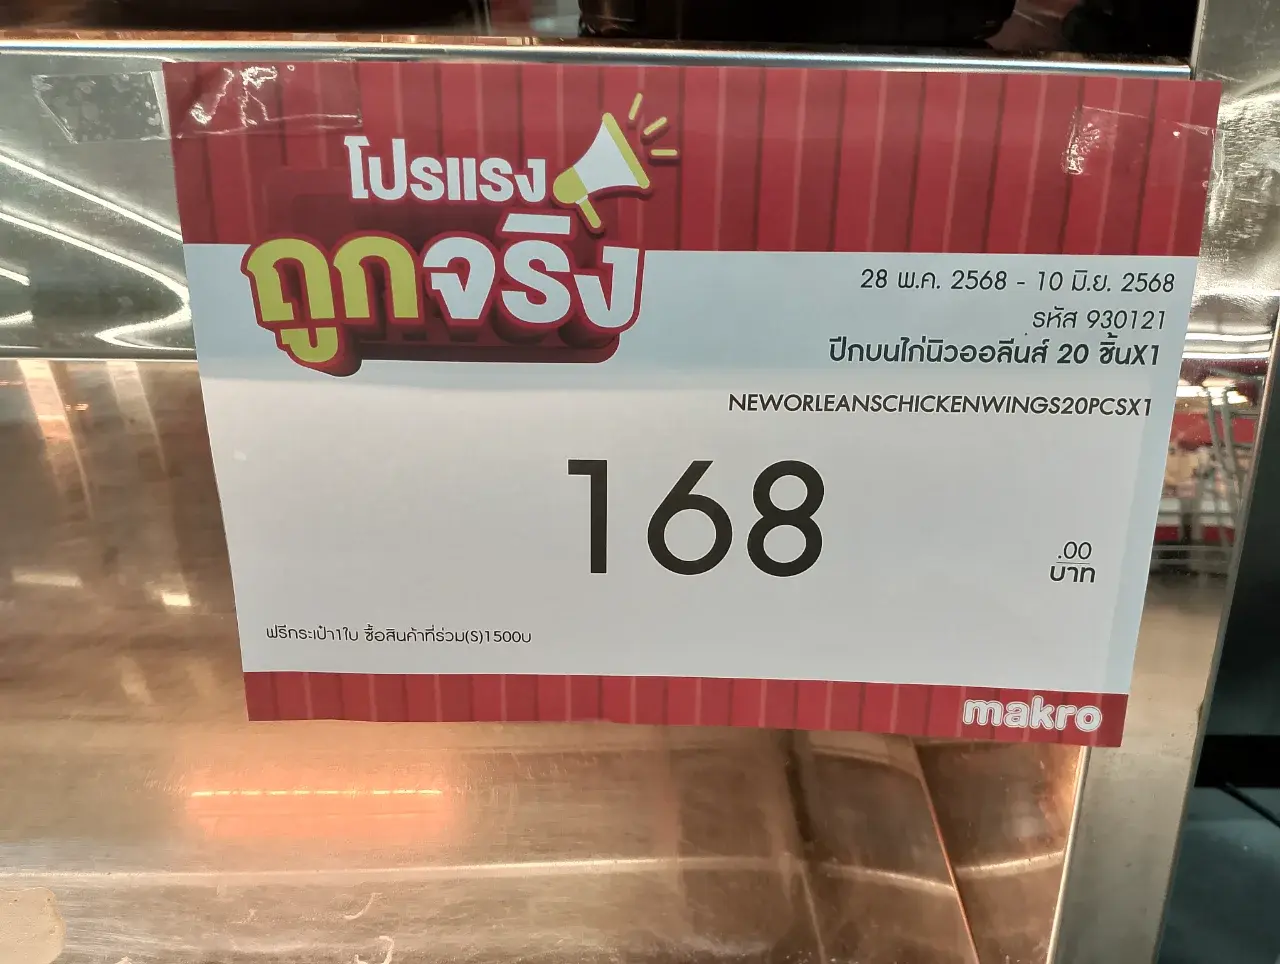 โปรแรง
ถูกจริง
28 พ.ค. 2568 - 10 มิ.ย. 2568
รหัส 930121
ปีกบนไก่นิวออลีนส์ 20 ชิ้นX1
NEWORLEANSCHICKENWINGS20PCSX1
168
.00
บาท
ฟรีกระเป๋า1ใบ ซื้อสินค้าที่ร่วม(S)1500บ
makro